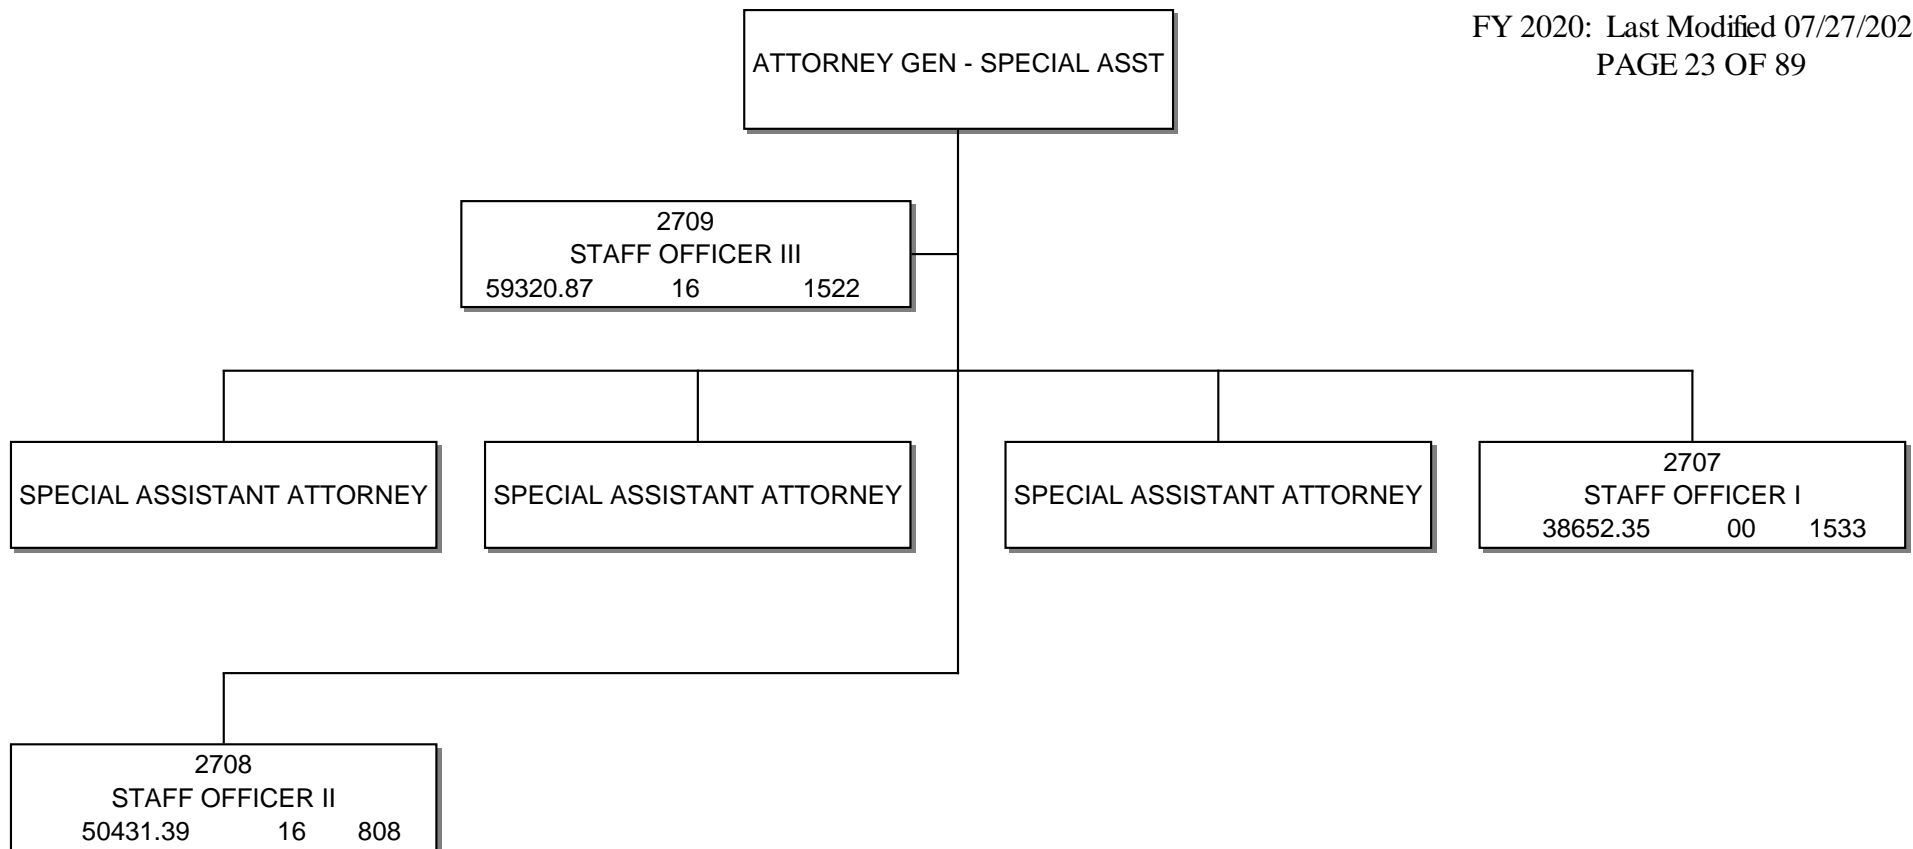 FY 2020: Last Modified 07/27/202
PAGE 23 OF 89
ATTORNEY GEN - SPECIAL ASST
2709
STAFF OFFICER III
59320.87 16 1522
SPECIAL ASSISTANT ATTORNEY
SPECIAL ASSISTANT ATTORNEY
SPECIAL ASSISTANT ATTORNEY
2707
STAFF OFFICER I
38652.35 00 1533
2708
STAFF OFFICER II
50431.39 16 808